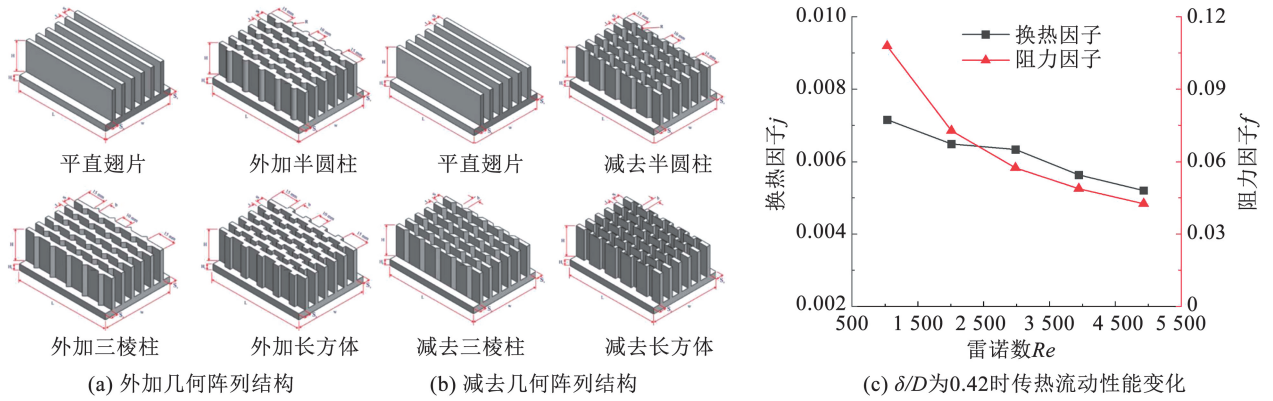 平直翅片
外加半圆柱
平直翅片
减去半圆柱
外加三棱柱
外加长方体
减去三棱柱
减去长方体
(a) 外加几何阵列结构
(b) 减去几何阵列结构
0.010
0.008
0.006
0.004
0.002
换热因子j
换热因子
阻力因子
0.12
0.09
0.06
0.03
0
阻力因子f
500 1 500 2 500 3 500 4 500 5 500
雷诺数Re
(c) δ/D为0.42时传热流动性能变化